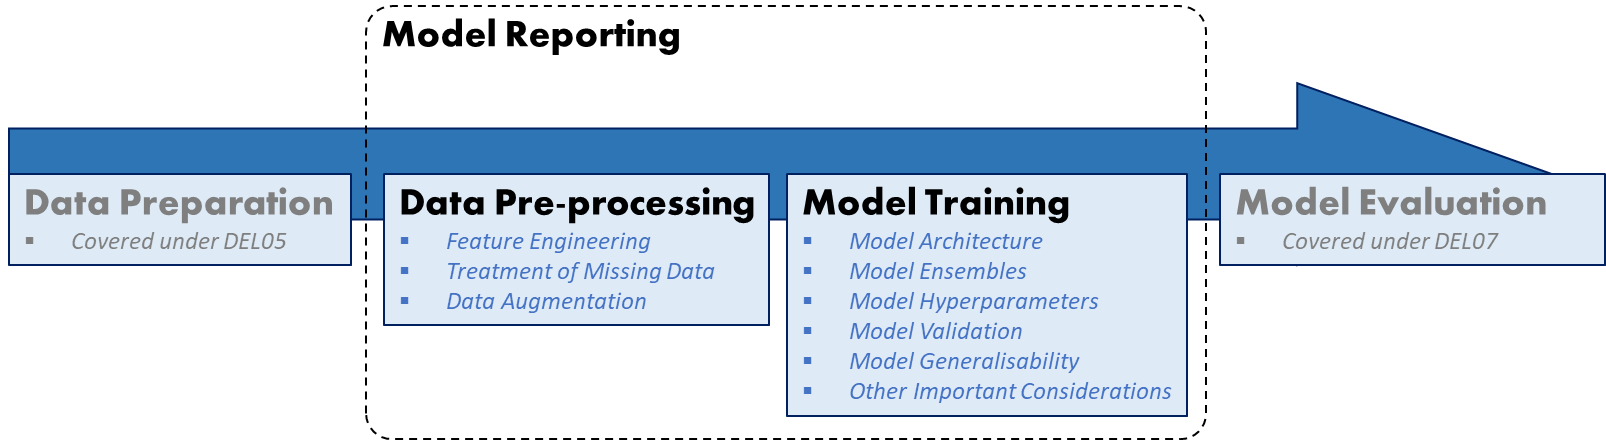 Model Reporting
Data Preparation
▪ Covered under DEL05
Data Pre-processing
▪ Feature Engineering
▪ Treatment of Missing Data
▪ Data Augmentation
Model Training
▪ Model Architecture
▪ Model Ensembles
▪ Model Hyperparameters
▪ Model Validation
▪ Model Generalisability
▪ Other Important Considerations
Model Evaluation
▪ Covered under DEL07